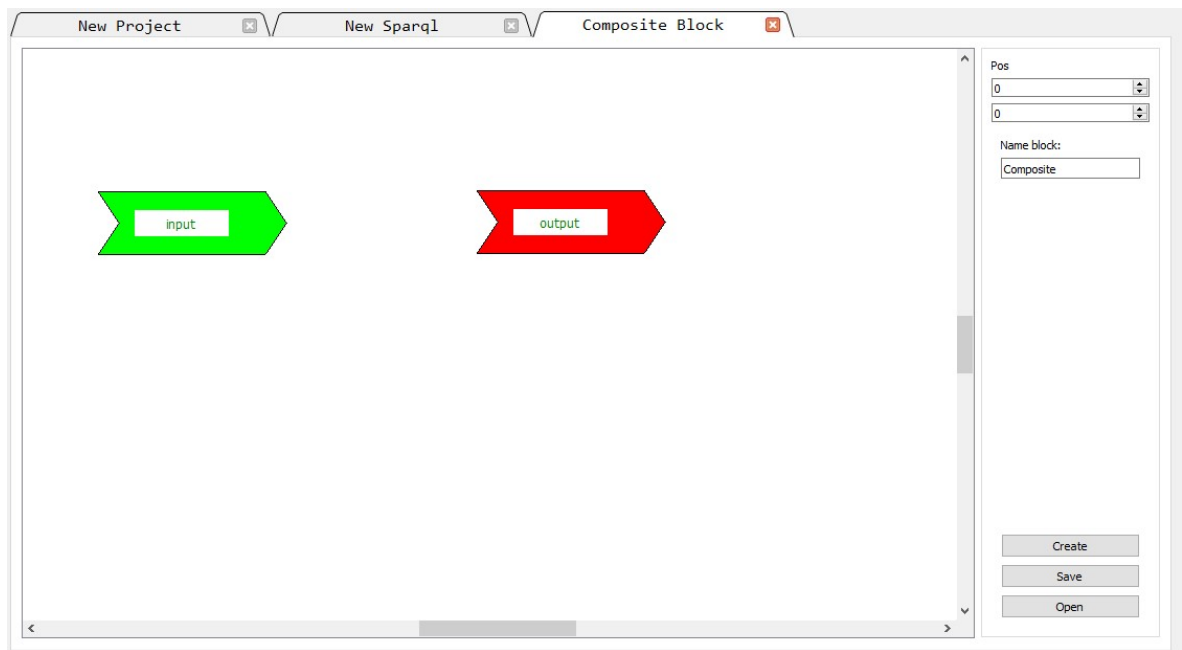 New Project New Sparql Composite Block
Pos
0
0
Name block:
Composite
input output
Create
Save
Open